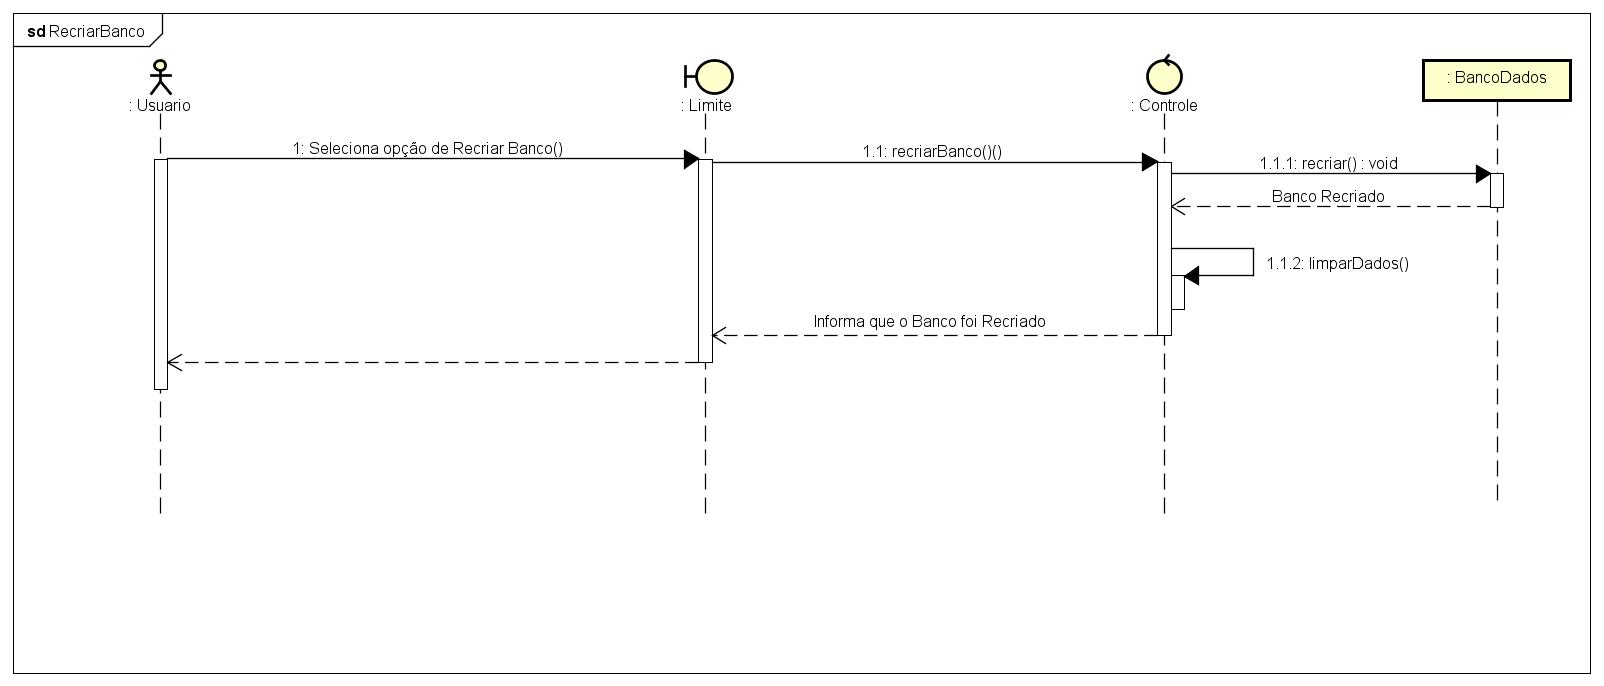 sd RecriarBanco
: Usuario
: Limite
: Controle
: BancoDados
1: Seleciona opção de Recriar Banco()
1.1: recriarBanco()()
1.1.1: recriar() : void
Banco Recriado
1.1.2: limparDados()
Informa que o Banco foi Recriado